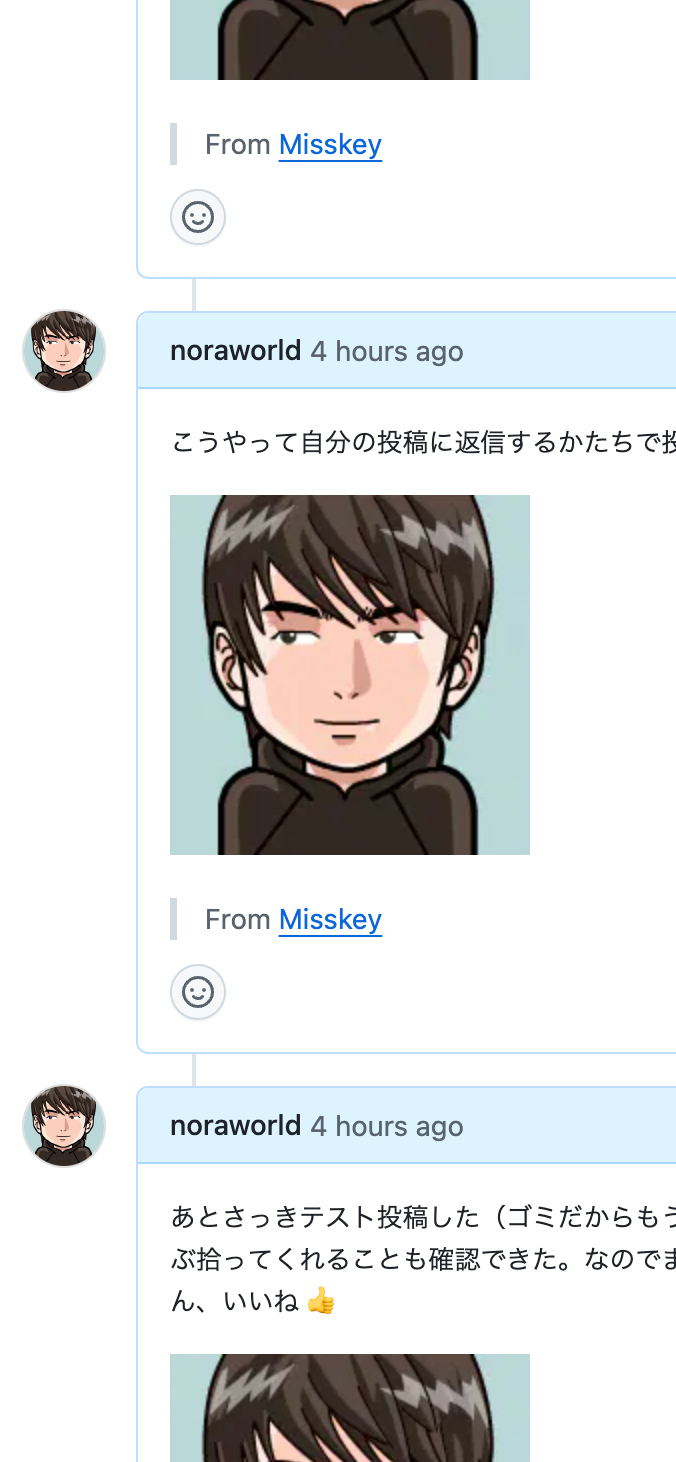 From Misskey
noraworld 4 hours ago
こうやって自分の投稿に返信するかたちで投
From Misskey
noraworld 4 hours ago
あとさっきテスト投稿した（ゴミだからもう
ぶ拾ってくれることも確認できた。なのでま
ん、いいね 👍